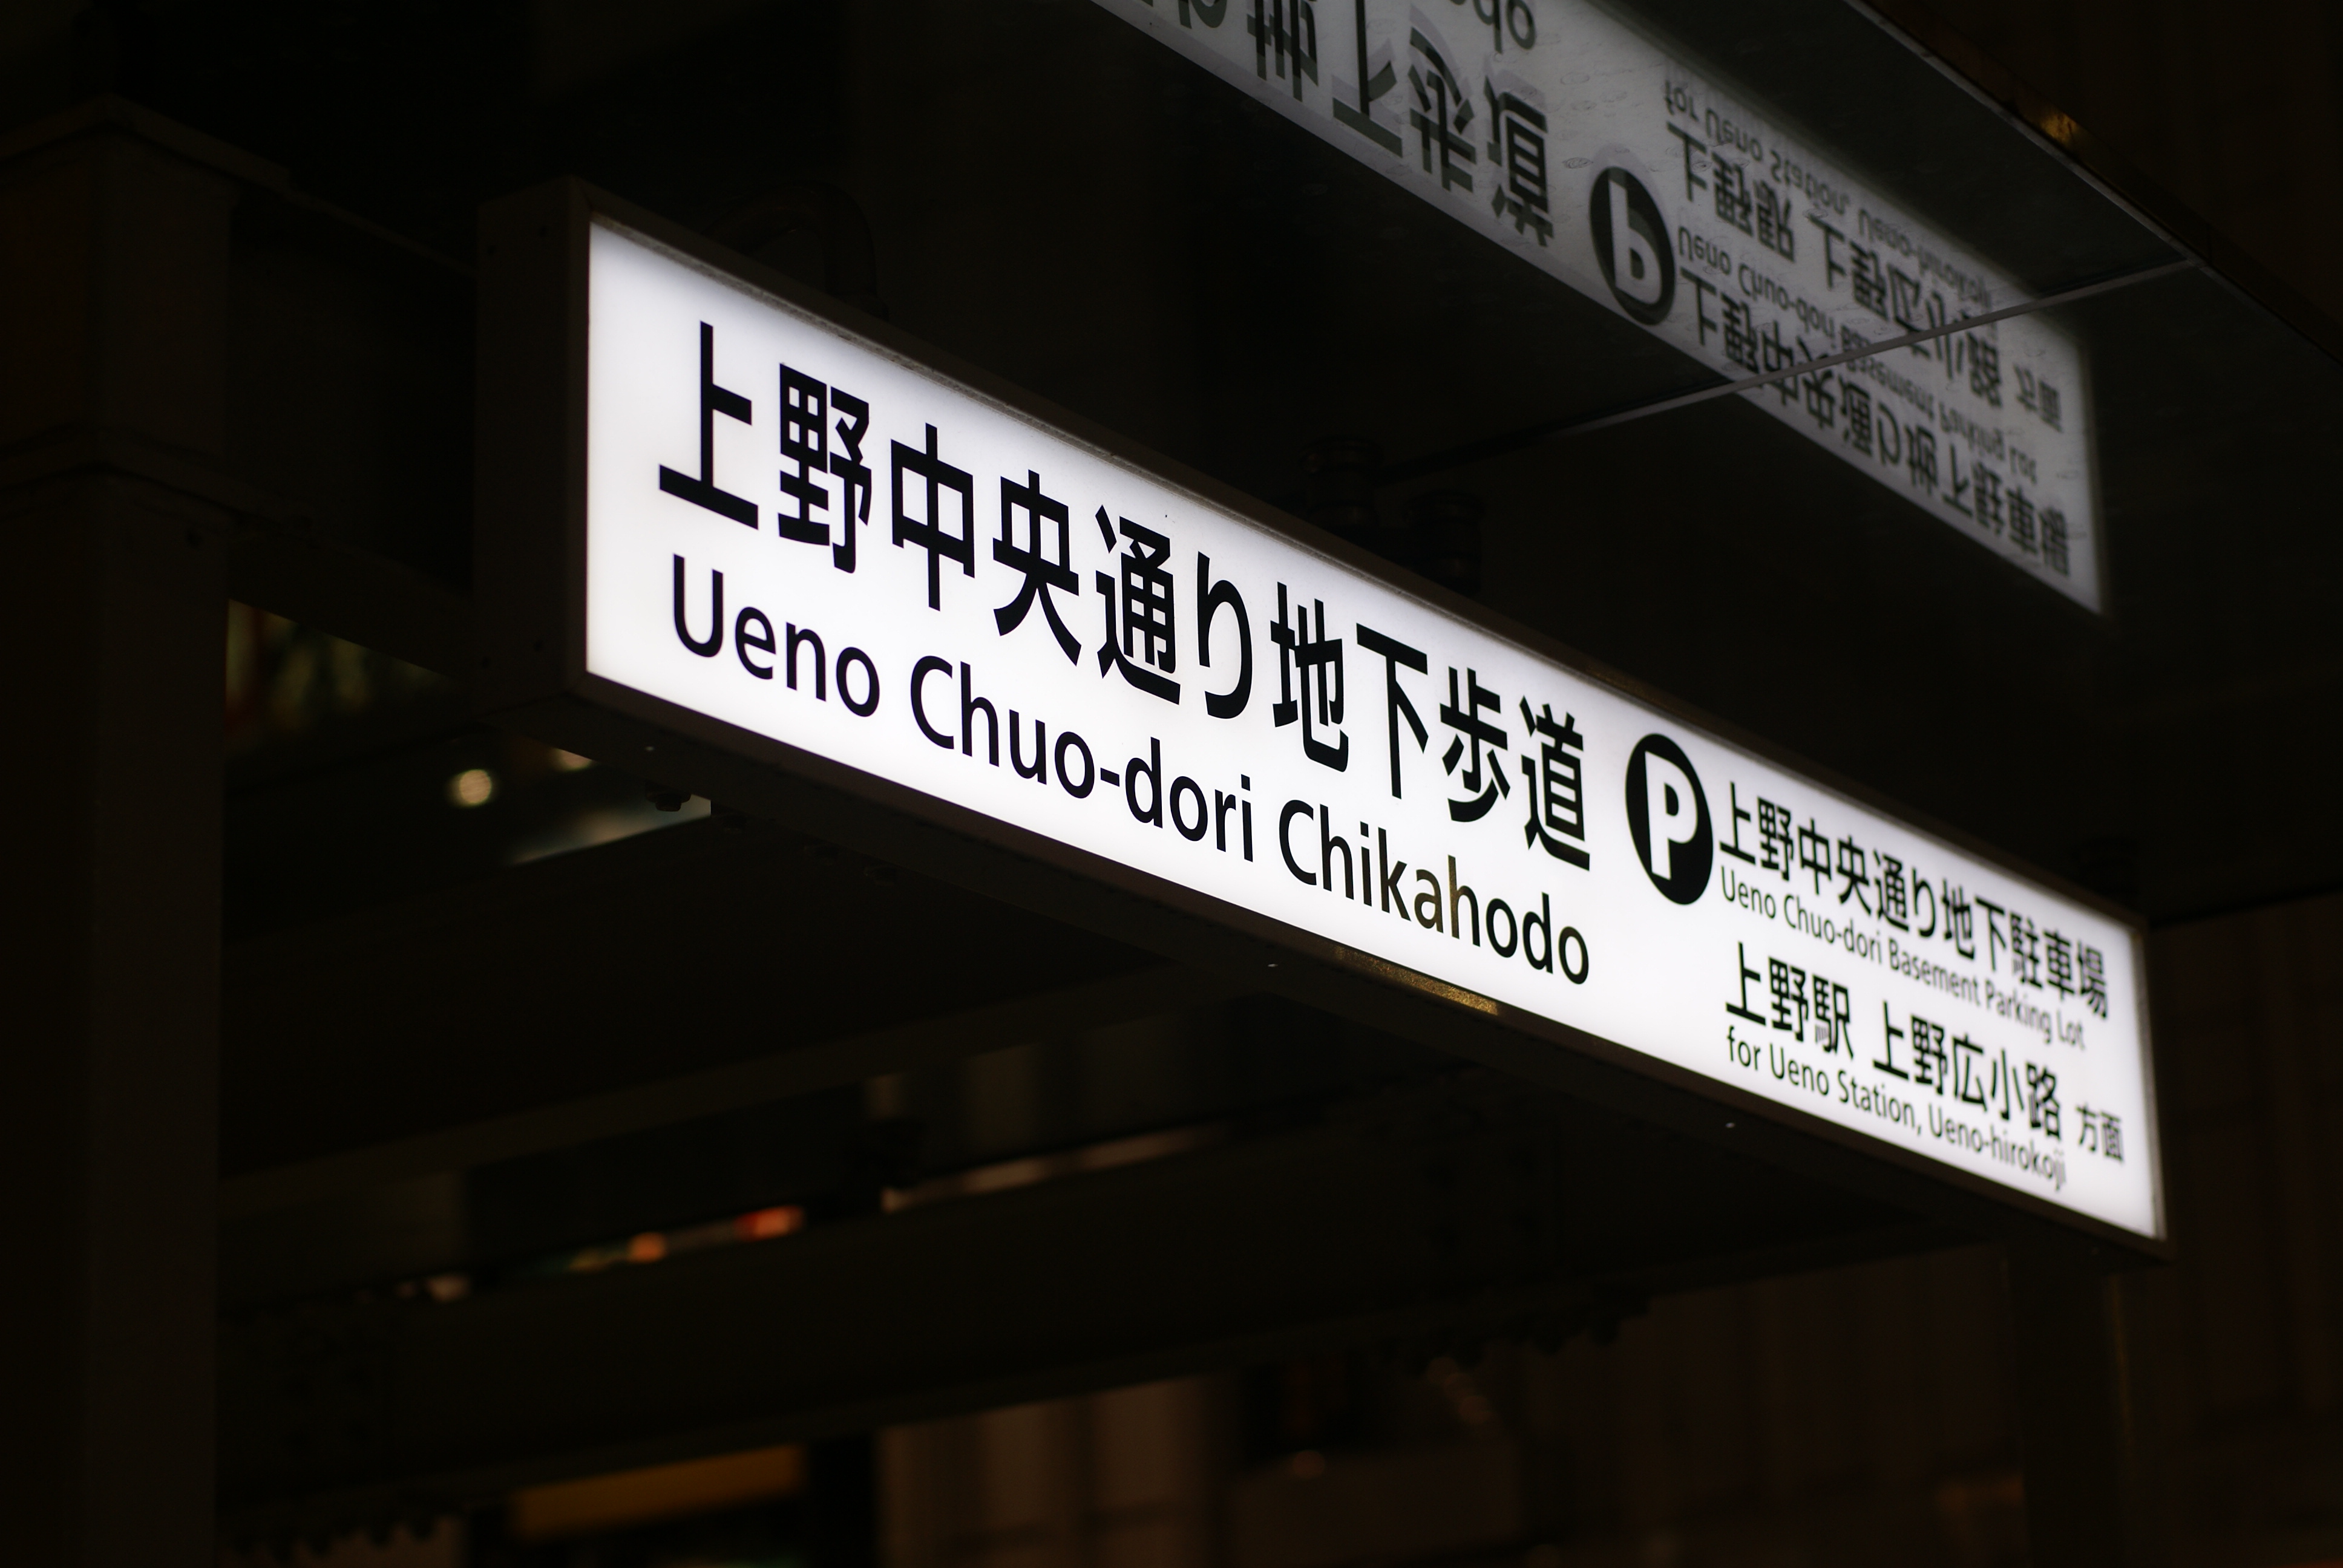 上野中央通り地下歩道
Ueno Chuo-dori Chikahodo
P 上野中央通り地下駐車場
Ueno Chuo-dori Basement Parking Lot
上野駅 上野広小路 方面
for Ueno Station, Ueno-hirokoji